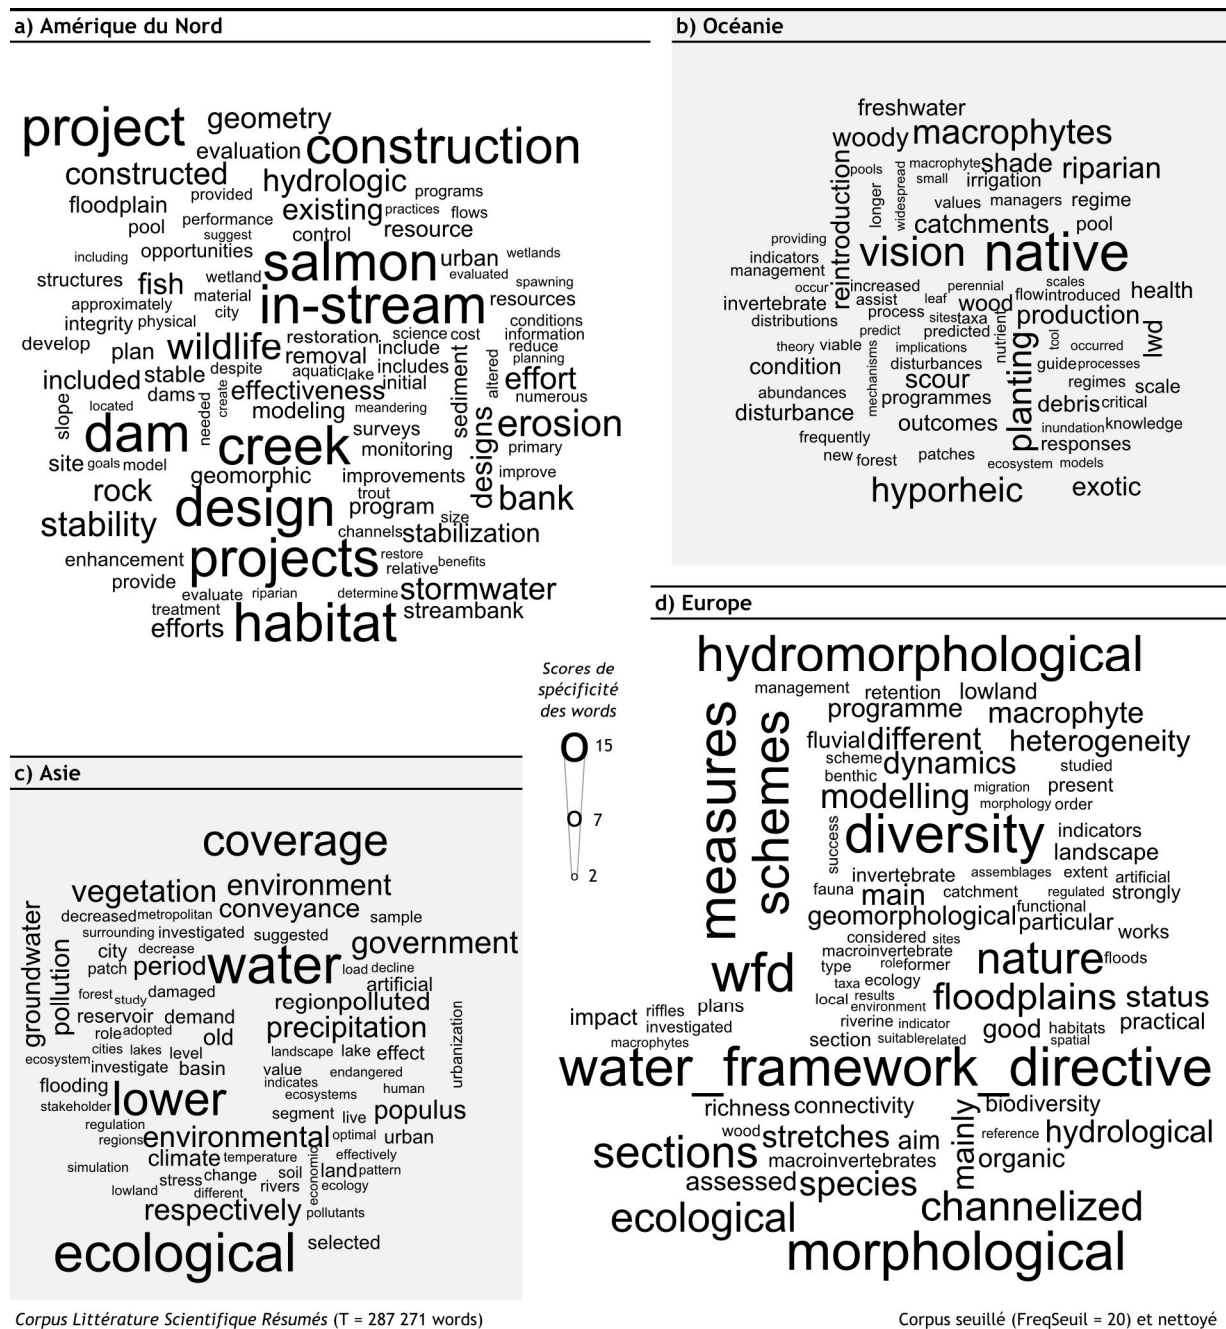 a) Amérique du Nord
project geometry
evaluation construction
constructed hydrologic programs
floodplain provided existing practices flows
pool performance suggest control resource
including opportunities salmon urban wetlands
structures fish wetland evaluated spawning
approximately material in-stream resources
integrity physical city conditions
develop plan wildlife restoration science cost information
removal include reduce planning
included stable despite aquatic lake includes altered effort
dams create effectiveness initial numerous
slope located needed modeling meandering sediment
dam creek surveys designs erosion
monitoring primary
site goals model geomorphic improvements improve
rock design trout program bank
stability size
channels stabilization
enhancement projects restore relative benefits
provide evaluate riparian determine stormwater
treatment efforts habitat streambank
b) Océanie
freshwater
woody macrophytes
reintroduction pools widespread macrophyte shade riparian
longer small irrigation
values managers regime
catchments pool
providing vision native
indicators
management
occur increased perennial scales
invertebrate assist leaf wood flow introduced health
distributions process sites taxa production
predict predicted nutrient tool lwd
theory viable implications occurred
condition mechanisms disturbances planting guide processes
scour regimes scale
abundances programmes debris critical
disturbance outcomes inundation knowledge
frequently responses
new forest patches ecosystem models
hyporheic exotic
Scores de
spécificité
des words
15
7
2
c) Asie
coverage
vegetation environment
groundwater decreased metropolitan conveyance sample
surrounding investigated suggested government
pollution city decrease
patch period water load decline
artificial
forest study damaged region polluted
reservoir demand precipitation urbanization
role adopted old
cities lakes level landscape lake effect
ecosystem investigate basin value endangered
flooding indicates human
ecosystems
stakeholder lower segment live populus
regulation
regions environmental optimal urban
climate temperature economic effectively
simulation stress change soil land pattern
lowland different rivers ecology
respectively pollutants
ecological selected
d) Europe
hydromorphological
management retention lowland
measures schemes programme macrophyte
fluvial different heterogeneity
scheme dynamics studied
benthic
modelling migration present
morphology order
success diversity indicators
landscape
invertebrate assemblages extent artificial
fauna main catchment regulated strongly
geomorphological functional particular
considered sites works
macroinvertebrate
wfd type role former nature floods
taxa ecology
local results floodplains status
environment
impact riffles plans
investigated riverine indicator good habitats practical
macrophytes section suitable related spatial
water_framework_directive
richness connectivity mainly biodiversity
wood stretches aim reference hydrological
sections macroinvertebrates organic
assessed species
ecological channelized
morphological
Corpus Littérature Scientifique Résumés (T = 287 271 words)
Corpus seuillé (FreqSeuil = 20) et nettoyé